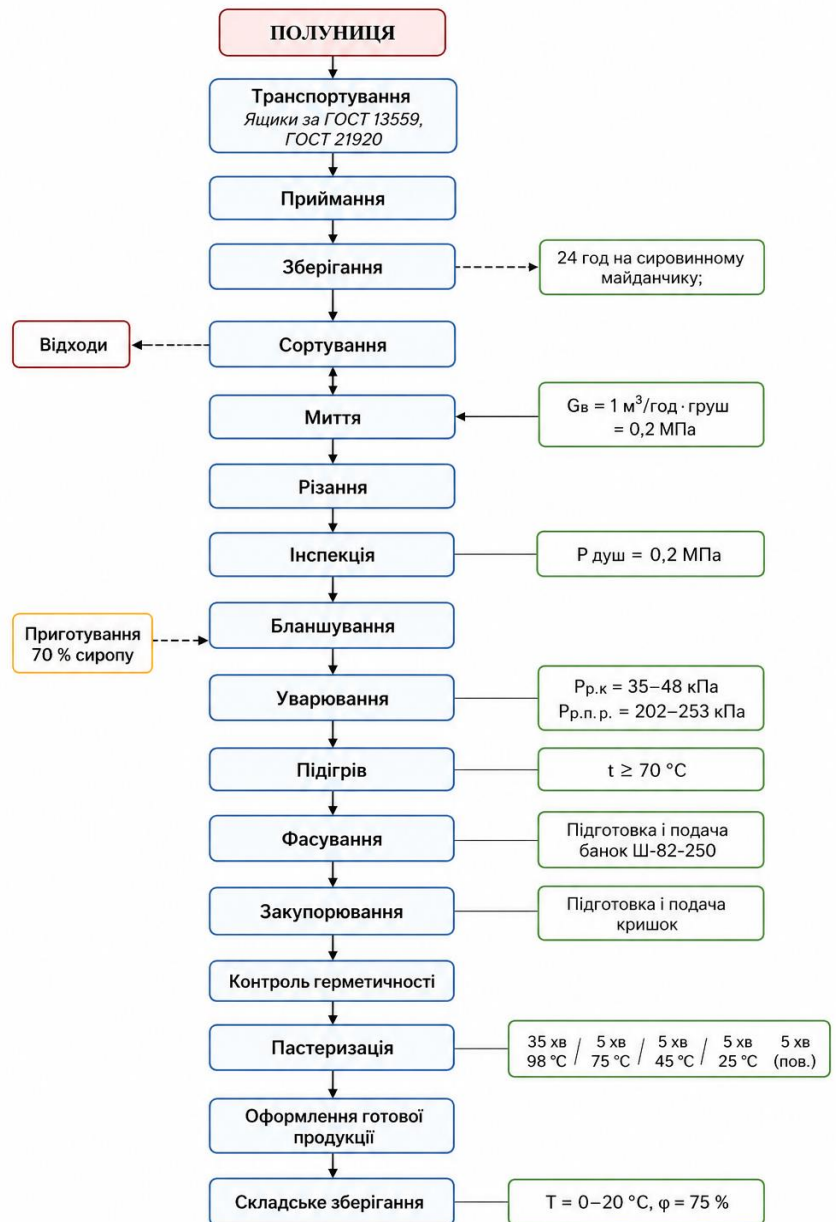 ПОЛУНИЦЯ
Транспортування
Ящики за ГОСТ 13559,
ГОСТ 21920
Приймання
Зберігання
24 год на сировинному
майданчику;
Відходи
Сортування
Миття
Gв = 1 м³/год · груш
= 0,2 МПа
Різання
Інспекція
Р душ = 0,2 МПа
Приготування
70 % сиропу
Бланшування
Уварювання
Рр.к = 35–48 кПа
Рр.п.р. = 202–253 кПа
Підігрів
t ≥ 70 °C
Фасування
Підготовка і подача
банок Ш-82-250
Закупорювання
Підготовка і подача
кришок
Контроль герметичності
Пастеризація
35 хв / 5 хв / 5 хв / 5 хв 5 хв
98 °C / 75 °C / 45 °C / 25 °C (пов.)
Оформлення готової
продукції
Складське зберігання
T = 0–20 °C, φ = 75 %